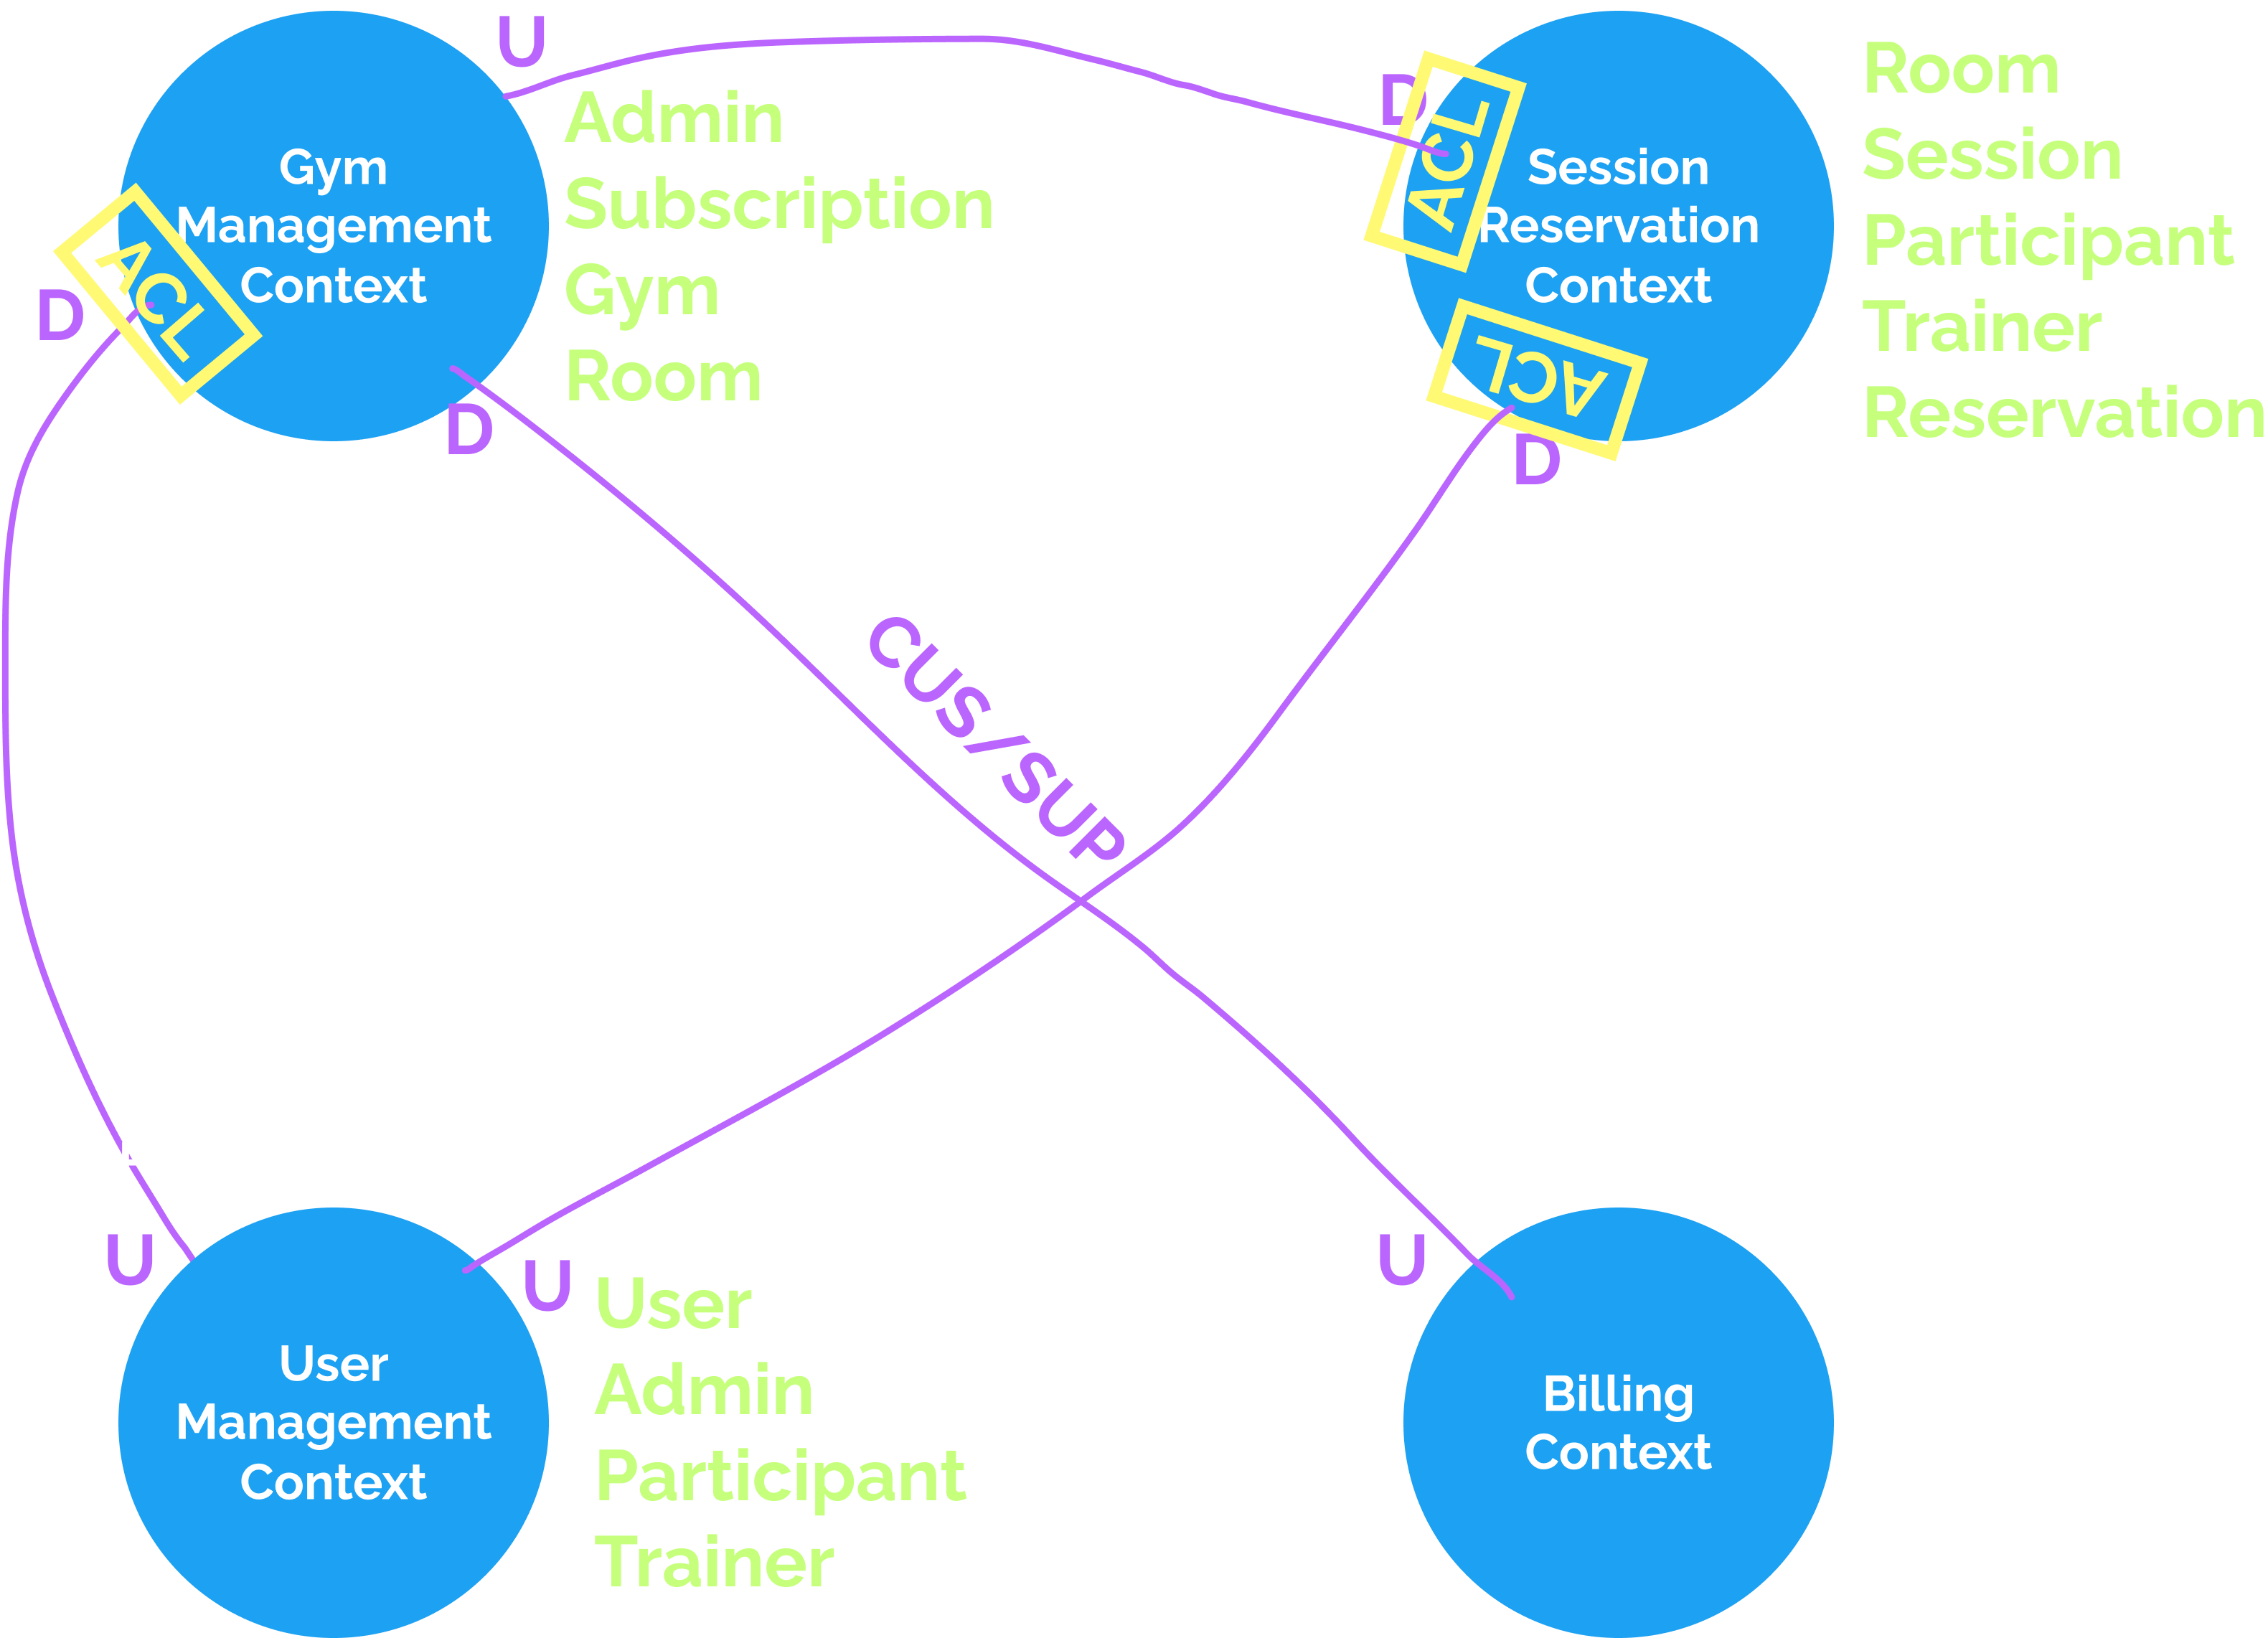 U
Gym
Management
Context
ACL
D
D
Admin
Subscription
Gym
Room
D
ACL
Session
Reservation
Context
ACL
D
Room
Session
Participant
Trainer
Reservation
CUS/SUP
U
U
User
Management
Context
User
Admin
Participant
Trainer
U
Billing
Context